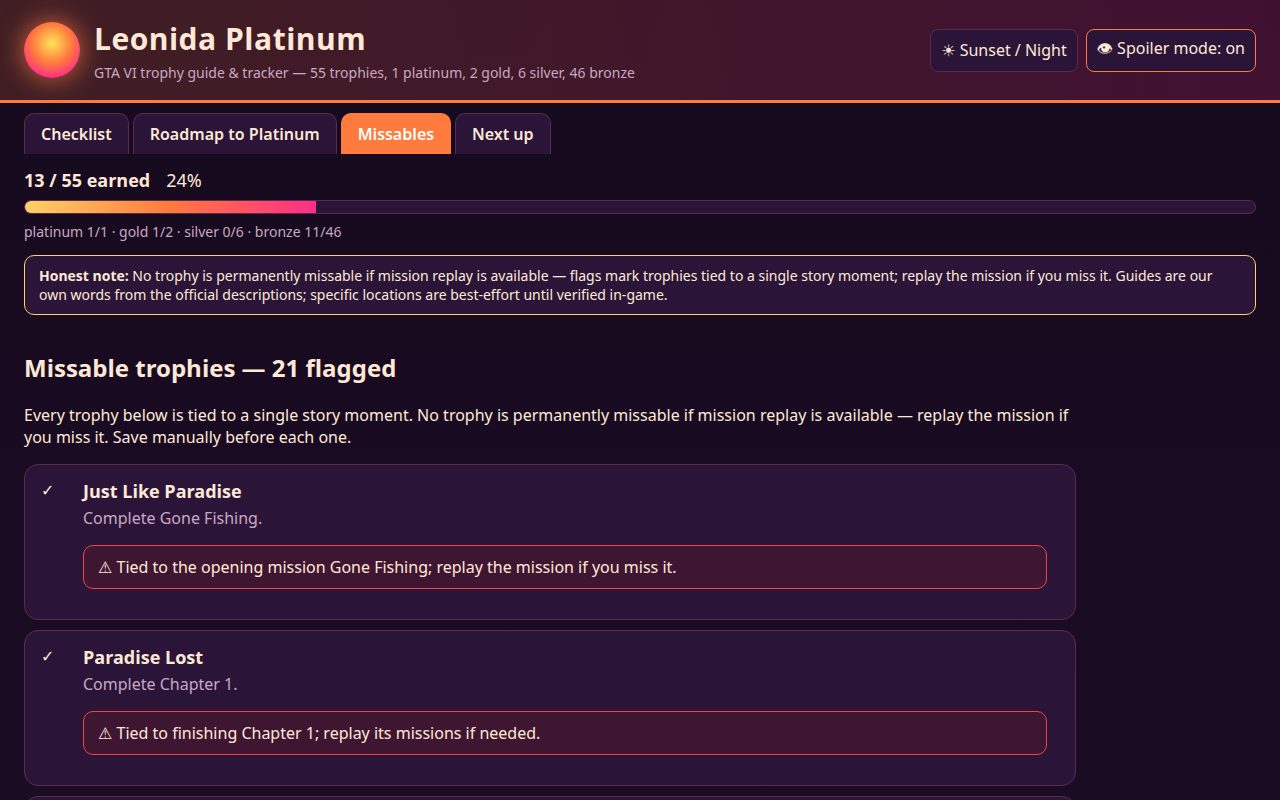 Leonida Platinum
GTA VI trophy guide & tracker — 55 trophies, 1 platinum, 2 gold, 6 silver, 46 bronze
☀ Sunset / Night
👁 Spoiler mode: on
Checklist
Roadmap to Platinum
Missables
Next up
13 / 55 earned 24%
platinum 1/1 · gold 1/2 · silver 0/6 · bronze 11/46
Honest note: No trophy is permanently missable if mission replay is available — flags mark trophies tied to a single story moment; replay the mission if you miss it. Guides are our
own words from the official descriptions; specific locations are best-effort until verified in-game.
Missable trophies — 21 flagged
Every trophy below is tied to a single story moment. No trophy is permanently missable if mission replay is available — replay the mission if
you miss it. Save manually before each one.
✓ Just Like Paradise
Complete Gone Fishing.
⚠ Tied to the opening mission Gone Fishing; replay the mission if you miss it.
✓ Paradise Lost
Complete Chapter 1.
⚠ Tied to finishing Chapter 1; replay its missions if needed.